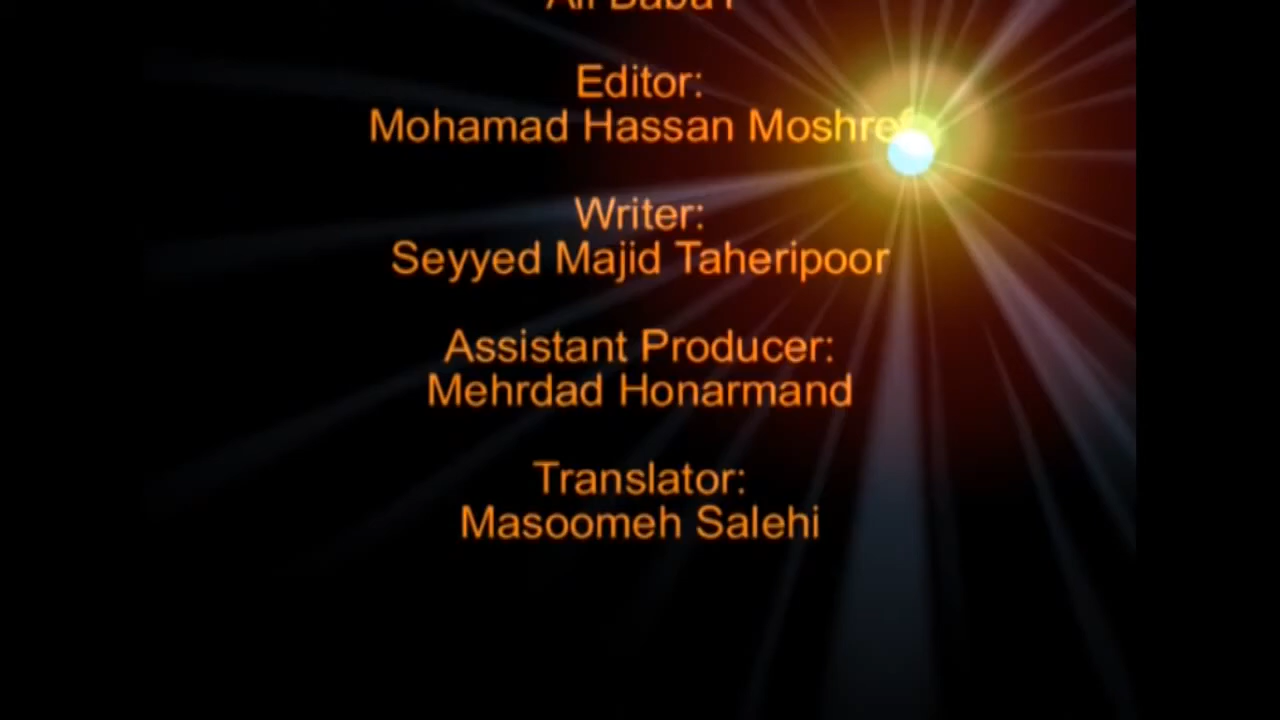 Editor:
Mohamad Hassan Moshref
Writer:
Seyyed Majid Taheripoor
Assistant Producer:
Mehrdad Honarmand
Translator:
Masoomeh Salehi